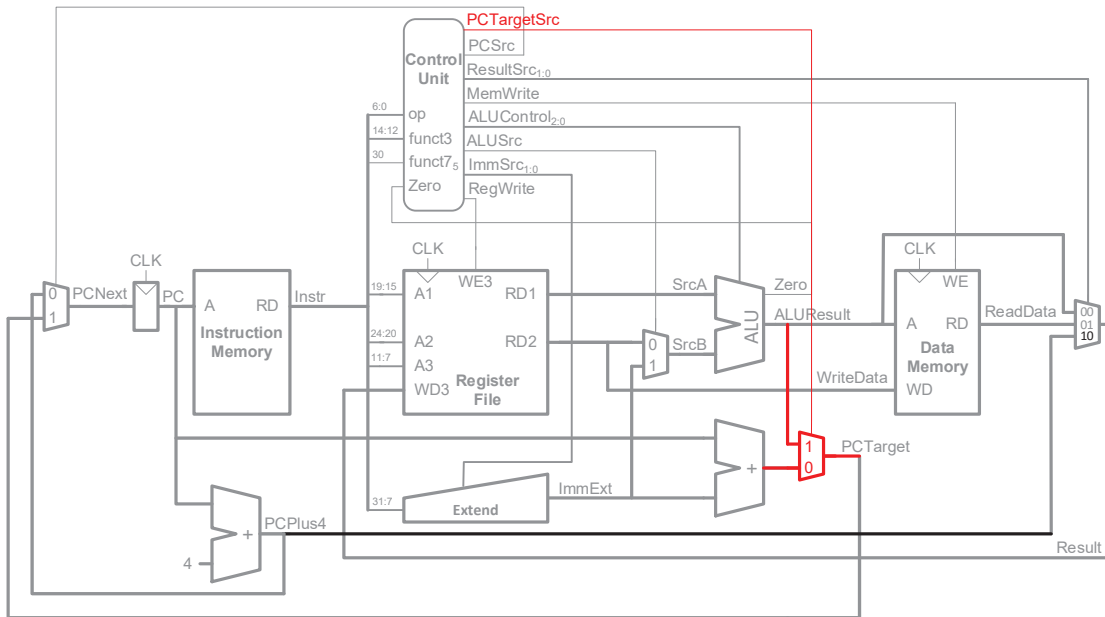 PCTargetSrc
PCSrc
Control
Unit
ResultSrc1:0
MemWrite
6:0
op
ALUControl2:0
14:12
funct3
ALUSrc
30
funct75
ImmSrc1:0
Zero
RegWrite
CLK
CLK
CLK
0
1
PCNext
PC
A
RD
Instr
Instruction
Memory
19:15
A1
WE3
RD1
SrcA
Zero
WE
24:20
A2
RD2
0
1
SrcB
ALU
ALUResult
A
RD
ReadData
00
01
10
11:7
A3
Data
Memory
WD3
Register
File
WriteData
WD
1
0
PCTarget
+
31:7
Extend
ImmExt
PCPlus4
+
4
Result